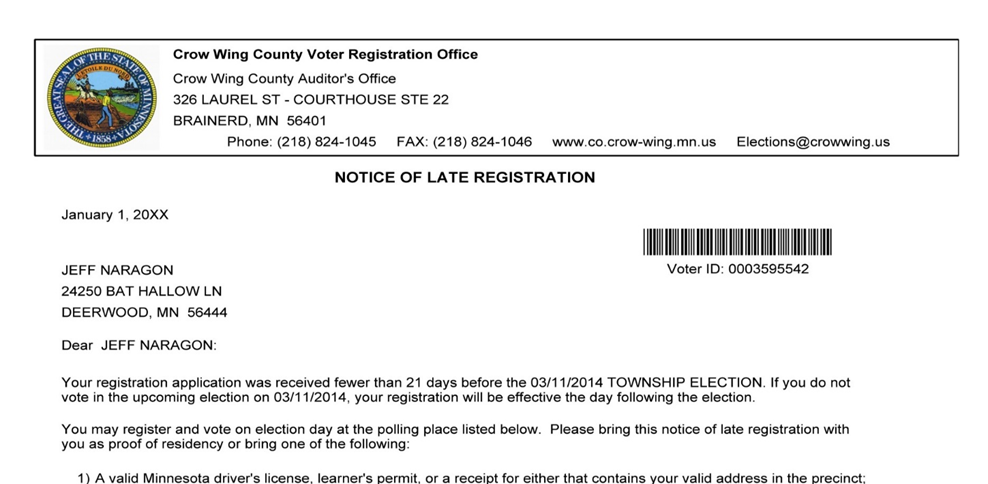 Crow Wing County Voter Registration Office
Crow Wing County Auditor's Office
326 LAUREL ST - COURTHOUSE STE 22
BRAINERD, MN 56401
Phone: (218) 824-1045 FAX: (218) 824-1046 www.co.crow-wing.mn.us Elections@crowwing.us
THE GREAT SEAL OF THE STATE OF MINNESOTA
L'ETOILE DU NORD
1858
NOTICE OF LATE REGISTRATION
January 1, 20XX
Voter ID: 0003595542
JEFF NARAGON
24250 BAT HALLOW LN
DEERWOOD, MN 56444
Dear JEFF NARAGON:
Your registration application was received fewer than 21 days before the 03/11/2014 TOWNSHIP ELECTION. If you do not
vote in the upcoming election on 03/11/2014, your registration will be effective the day following the election.
You may register and vote on election day at the polling place listed below. Please bring this notice of late registration with
you as proof of residency or bring one of the following:
1) A valid Minnesota driver's license, learner's permit, or a receipt for either that contains your valid address in the precinct;